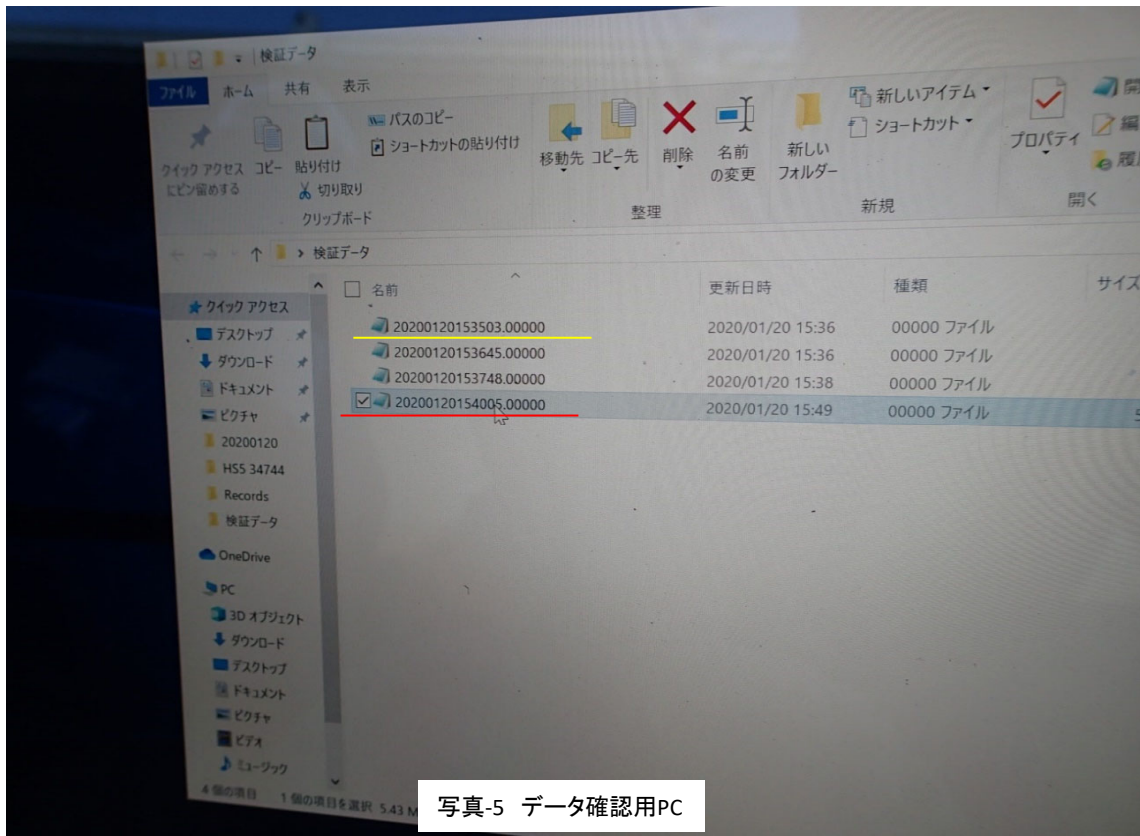 検証データ
ファイル ホーム 共有 表示
クイック アクセス
にピン留めする
コピー
貼り付け
パスのコピー
ショートカットの貼り付け
切り取り
クリップボード
移動先
コピー先
削除
名前
の変更
整理
新しい
フォルダー
新しいアイテム
ショートカット
新規
プロパティ
開
編
履
開く
検証データ
名前 更新日時 種類 サイズ
20200120153503.00000 2020/01/20 15:36 00000 ファイル
20200120153645.00000 2020/01/20 15:36 00000 ファイル
20200120153748.00000 2020/01/20 15:38 00000 ファイル
20200120154005.00000 2020/01/20 15:49 00000 ファイル
クイック アクセス
デスクトップ
ダウンロード
ドキュメント
ピクチャ
20200120
HS5 34744
Records
検証データ
OneDrive
PC
3D オブジェクト
ダウンロード
デスクトップ
ドキュメント
ピクチャ
ビデオ
ミュージック
4 個の項目 1 個の項目を選択 5.43 M
写真-5 データ確認用PC